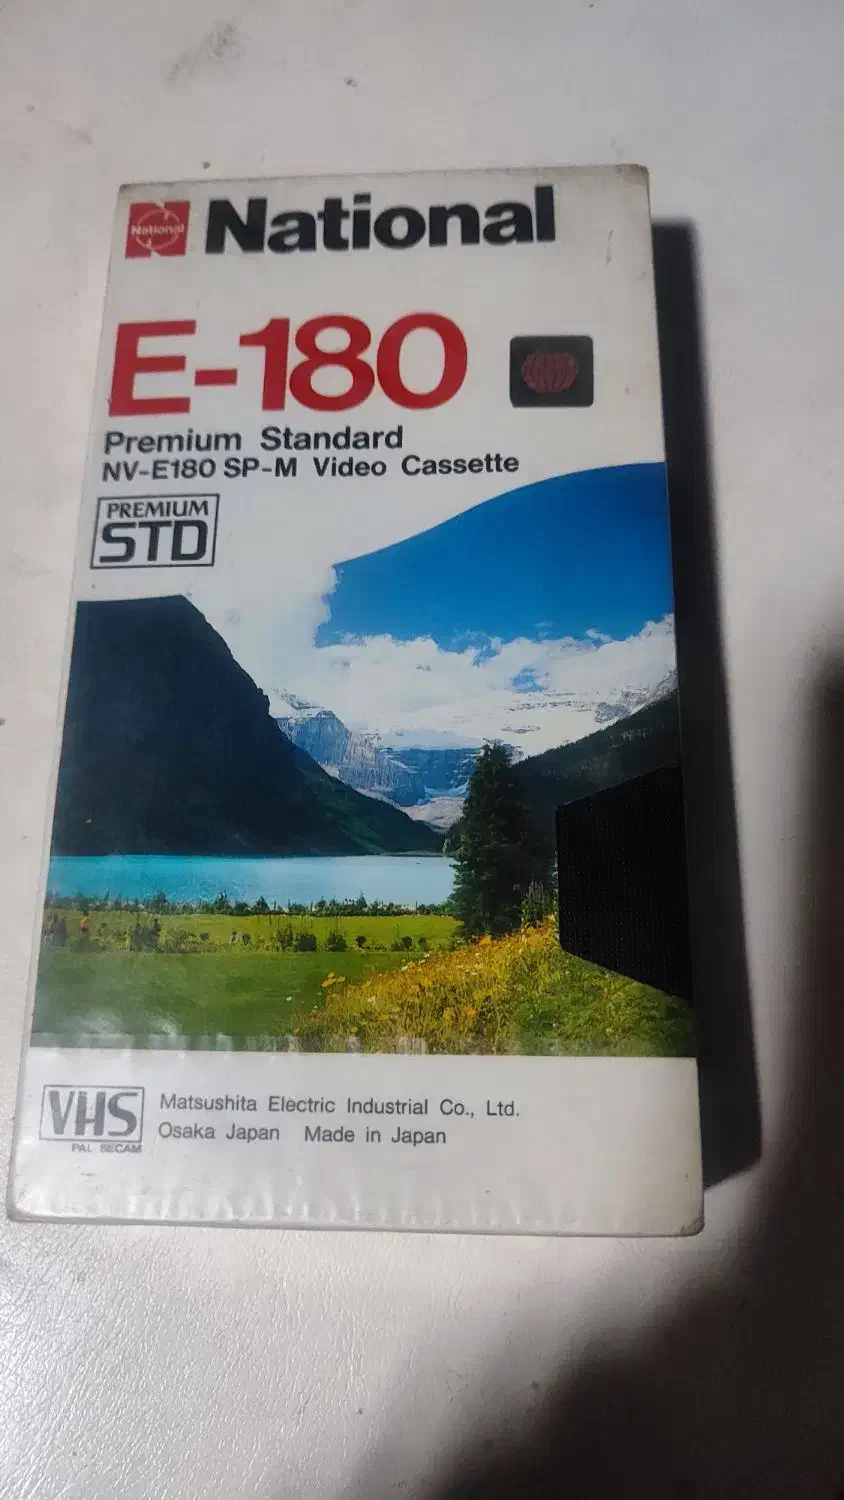 National National
E-180
Premium Standard
NV-E180 SP-M Video Cassette
PREMIUM
STD
VHS
PAL SECAM
Matsushita Electric Industrial Co., Ltd.
Osaka Japan Made in Japan